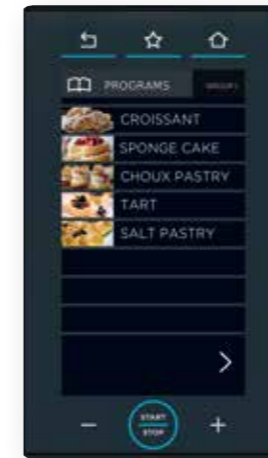 PROGRAMS
CROISSANT
SPONGE CAKE
CHOUX PASTRY
TART
SALT PASTRY
START
STOP